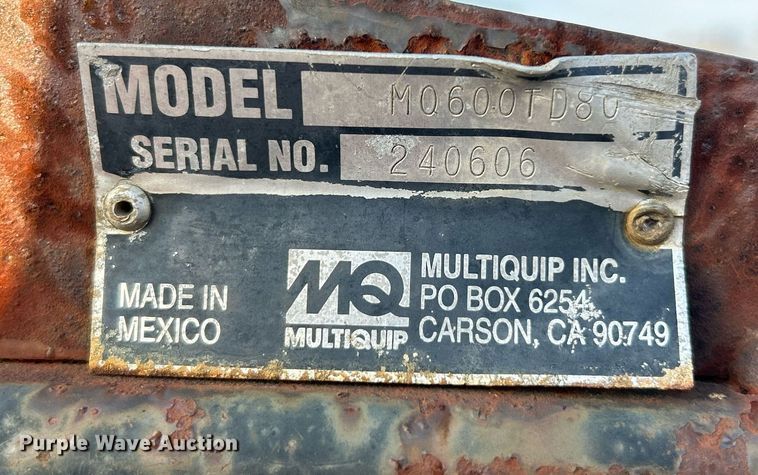 MODEL MQ600TD80
SERIAL NO. 240606
MADE IN
MEXICO
MQ
MULTIQUIP
MULTIQUIP INC.
PO BOX 6254
CARSON, CA 90749
Purple Wave Auction